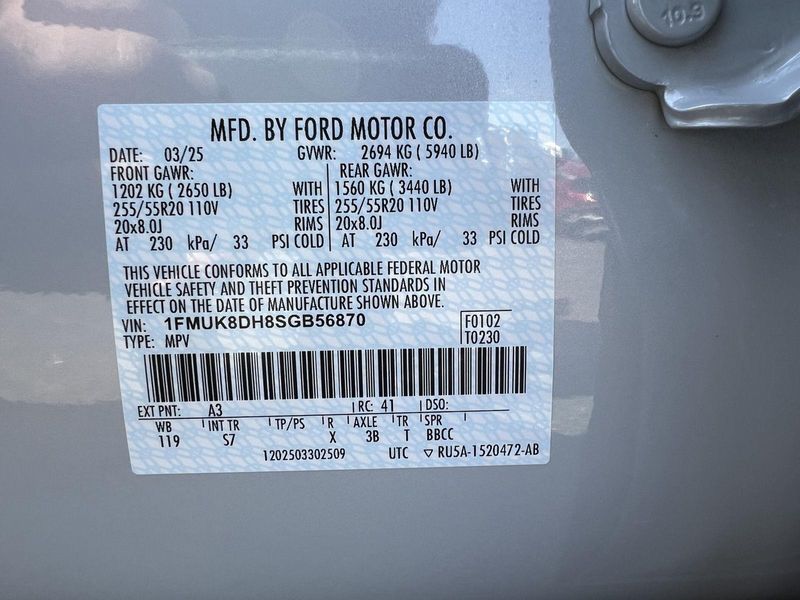 10.9
MFD. BY FORD MOTOR CO.
DATE: 03/25 GVWR: 2694 KG ( 5940 LB)
FRONT GAWR: REAR GAWR:
1202 KG ( 2650 LB) WITH 1560 KG ( 3440 LB) WITH
255/55R20 110V TIRES 255/55R20 110V TIRES
20x8.0J RIMS 20x8.0J RIMS
AT 230 kPa/ 33 PSI COLD AT 230 kPa/ 33 PSI COLD
THIS VEHICLE CONFORMS TO ALL APPLICABLE FEDERAL MOTOR
VEHICLE SAFETY AND THEFT PREVENTION STANDARDS IN
EFFECT ON THE DATE OF MANUFACTURE SHOWN ABOVE.
VIN: 1FMUK8DH8SGB56870 F0102
TYPE: MPV T0230
EXT PNT: A3 RC: 41 DSO:
WB INT TR TP/PS R AXLE TR SPR
119 S7 X 3B T BBCC
1202503302509 UTC ▽ RU5A-1520472-AB